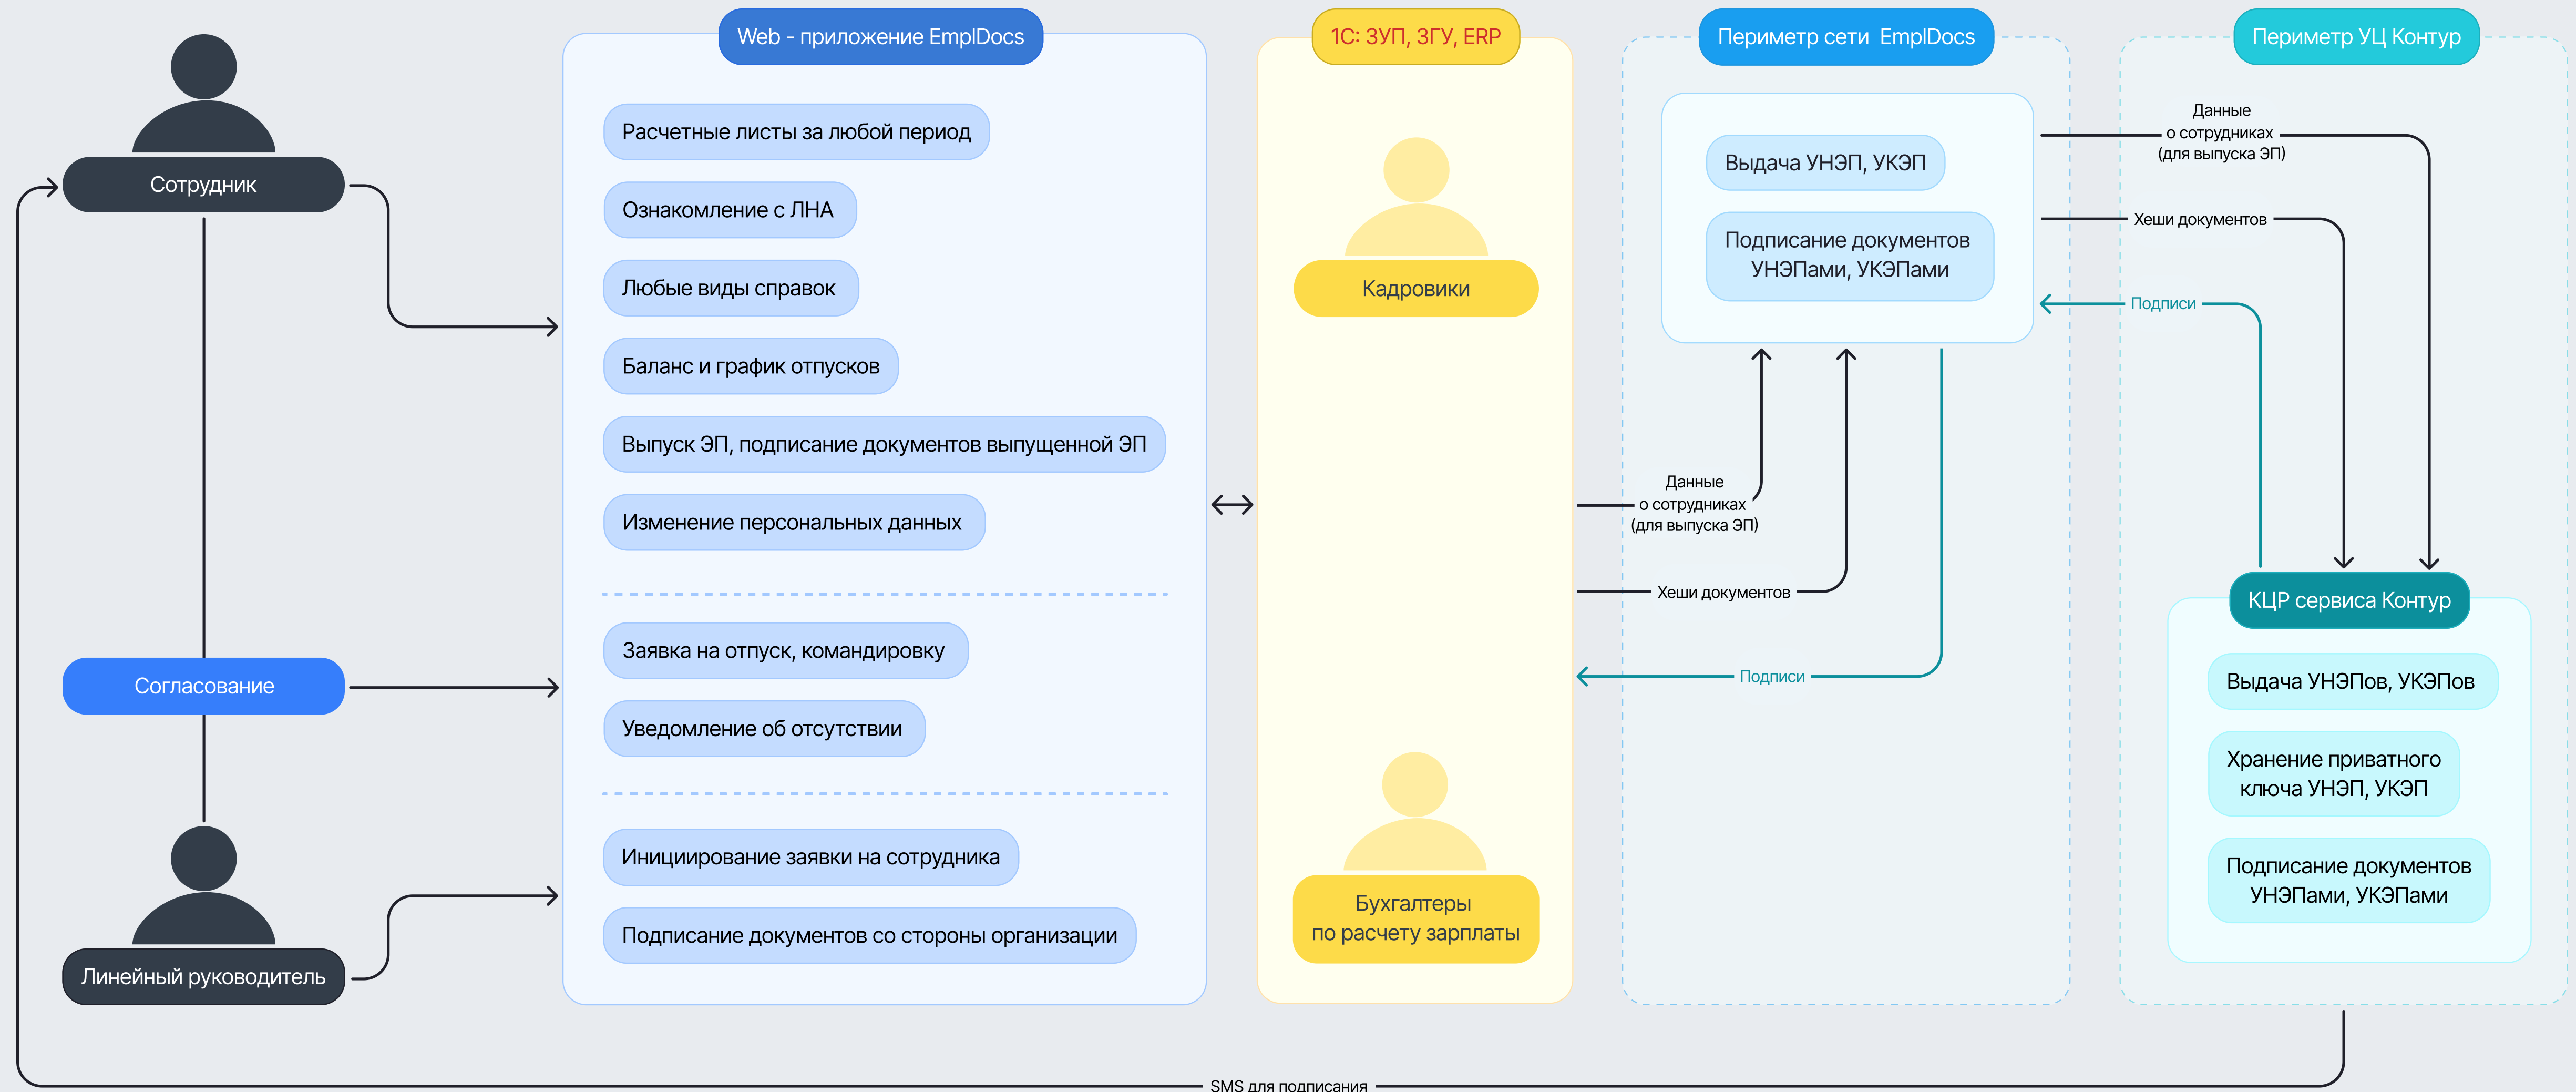 Сотрудник
Согласование
Линейный руководитель
Web - приложение EmplDocs
Расчетные листы за любой период
Ознакомление с ЛНА
Любые виды справок
Баланс и график отпусков
Выпуск ЭП, подписание документов выпущенной ЭП
Изменение персональных данных
Заявка на отпуск, командировку
Уведомление об отсутствии
Инициирование заявки на сотрудника
Подписание документов со стороны организации
1С: ЗУП, ЗГУ, ERP
Кадровики
Бухгалтеры
по расчету зарплаты
Периметр сети EmplDocs
Выдача УНЭП, УКЭП
Подписание документов
УНЭПами, УКЭПами
Данные
о сотрудниках
(для выпуска ЭП)
Хеши документов
Подписи
Периметр УЦ Контур
Данные
о сотрудниках
(для выпуска ЭП)
Хеши документов
Подписи
КЦР сервиса Контур
Выдача УНЭПов, УКЭПов
Хранение приватного
ключа УНЭП, УКЭП
Подписание документов
УНЭПами, УКЭПами
SMS для подписания